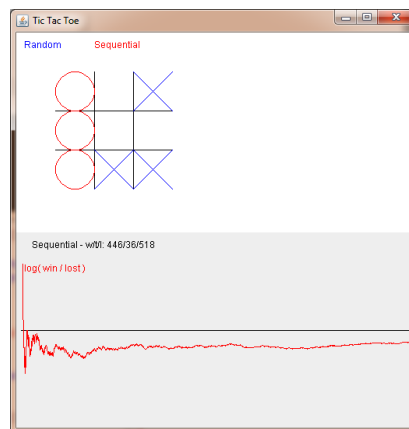 Tic Tac Toe
Random Sequential
Sequential - w/t/l: 446/36/518
log( win / lost )